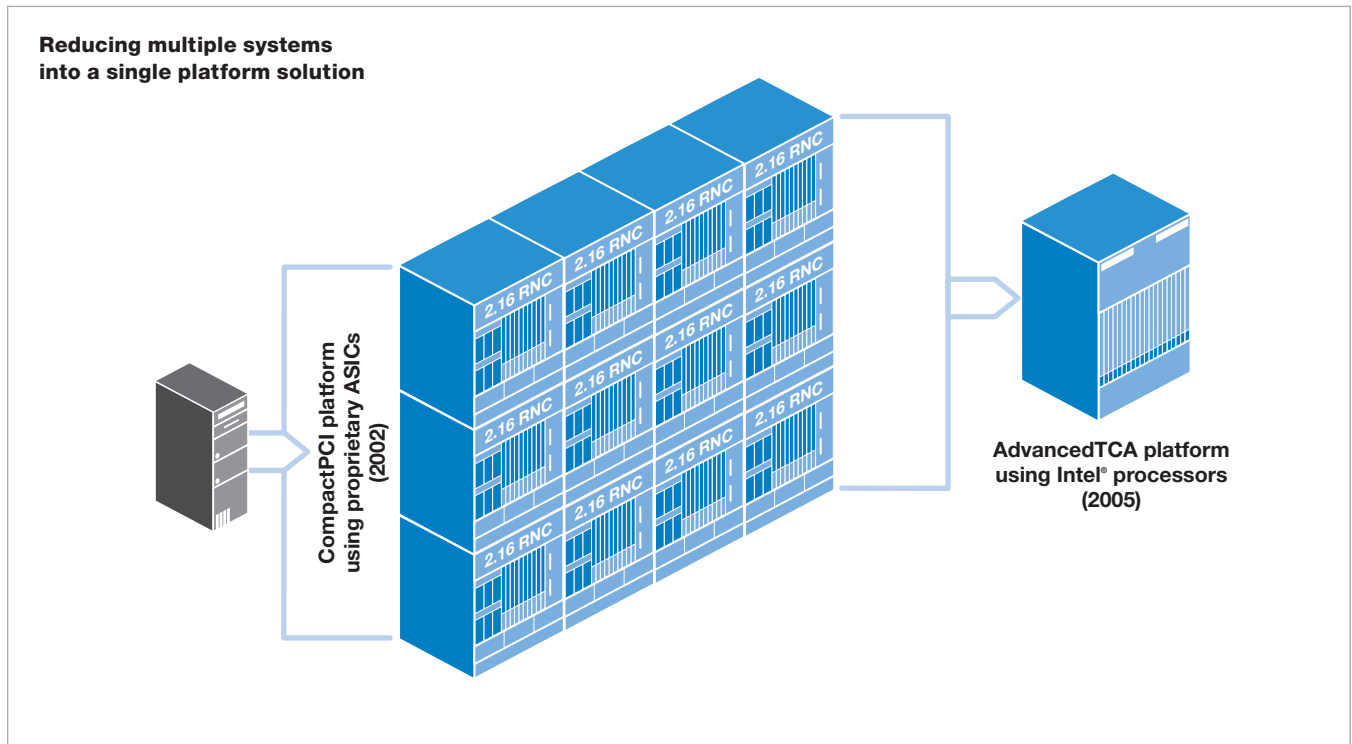 Reducing multiple systems
into a single platform solution
CompactPCI platform
using proprietary ASICs
(2002)
2.16 RNC
2.16 RNC
2.16 RNC
2.16 RNC
2.16 RNC
2.16 RNC
2.16 RNC
2.16 RNC
2.16 RNC
2.16 RNC
2.16 RNC
2.16 RNC
AdvancedTCA platform
using Intel® processors
(2005)